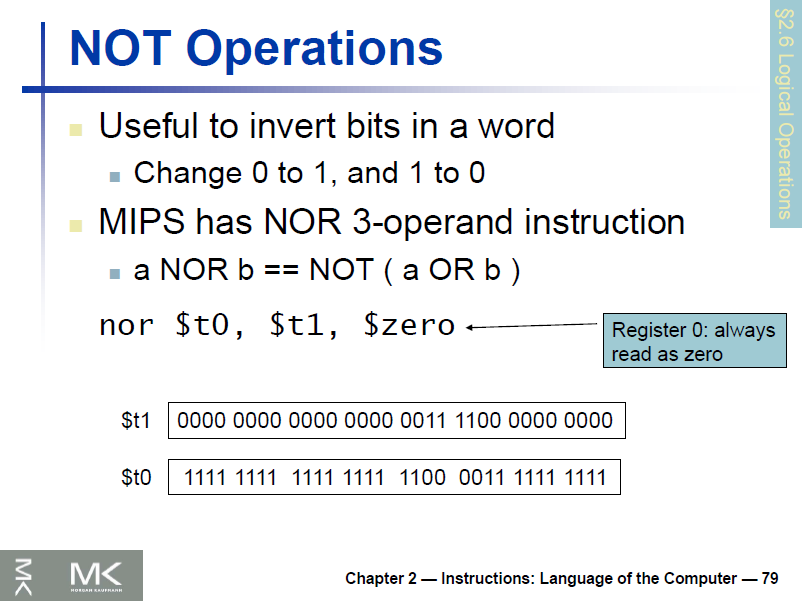 NOT Operations
§2.6 Logical Operations
Useful to invert bits in a word
Change 0 to 1, and 1 to 0
MIPS has NOR 3-operand instruction
a NOR b == NOT ( a OR b )
nor $t0, $t1, $zero
Register 0: always
read as zero
$t1 0000 0000 0000 0000 0011 1100 0000 0000
$t0 1111 1111 1111 1111 1100 0011 1111 1111
MK
MK
MORGAN KAUFMANN
Chapter 2 — Instructions: Language of the Computer — 79